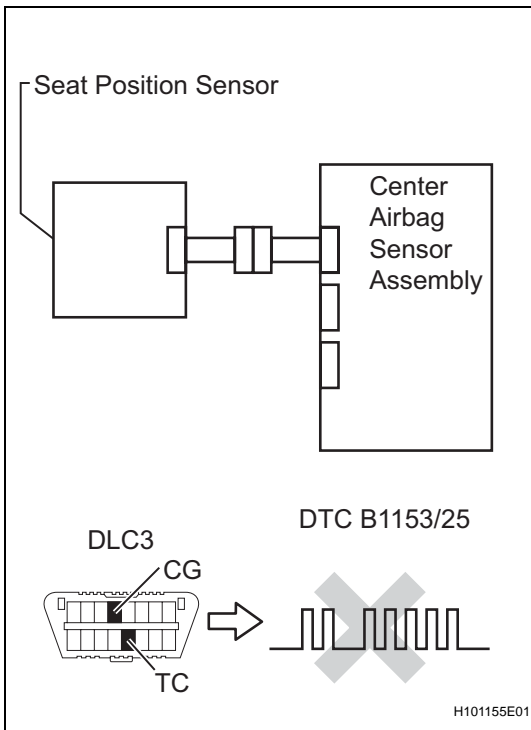 Seat Position Sensor
Center
Airbag
Sensor
Assembly
DTC B1153/25
DLC3
CG
TC
H101155E01